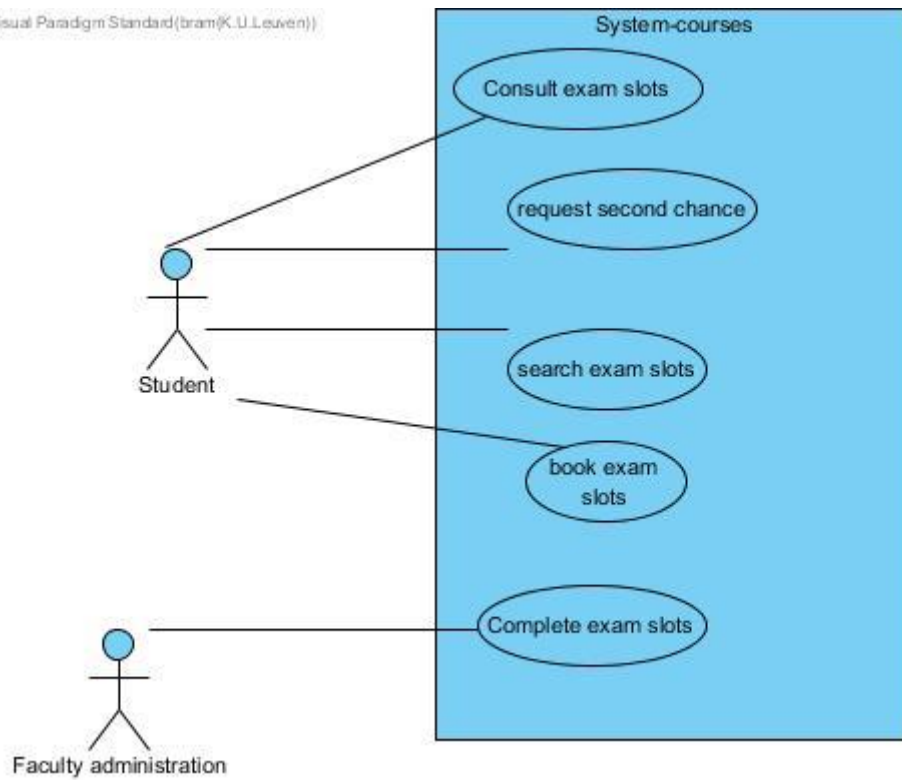 isual Paradigm Standard(bram(K.U.Leuven))
System-courses
Consult exam slots
request second chance
search exam slots
Student
book exam
slots
Complete exam slots
Faculty administration